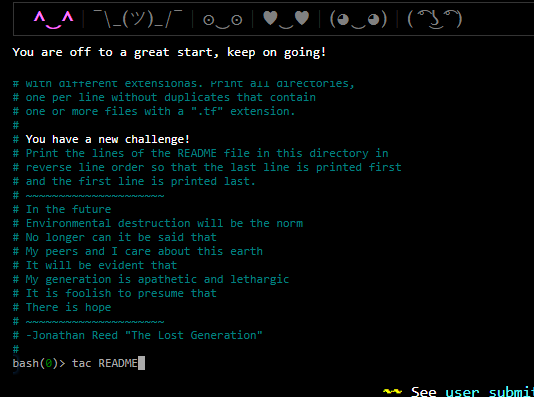 ^‿^ | ¯\_(ツ)_/¯ | ʘ‿ʘ | ♥‿♥ | (◕‿◕) | ( ͡° ͜ʖ ͡°)
You are off to a great start, keep on going!
# with different extensionas. Print all directories,
# one per line without duplicates that contain
# one or more files with a ".tf" extension.
#
# You have a new challenge!
# Print the lines of the README file in this directory in
# reverse line order so that the last line is printed first
# and the first line is printed last.
# ~~~~~~~~~~~~~~~~~~~~~
# In the future
# Environmental destruction will be the norm
# No longer can it be said that
# My peers and I care about this earth
# It will be evident that
# My generation is apathetic and lethargic
# It is foolish to presume that
# There is hope
# ~~~~~~~~~~~~~~~~~~~~~
# -Jonathan Reed "The Lost Generation"
#
bash(0)> tac README
~~ See user submit